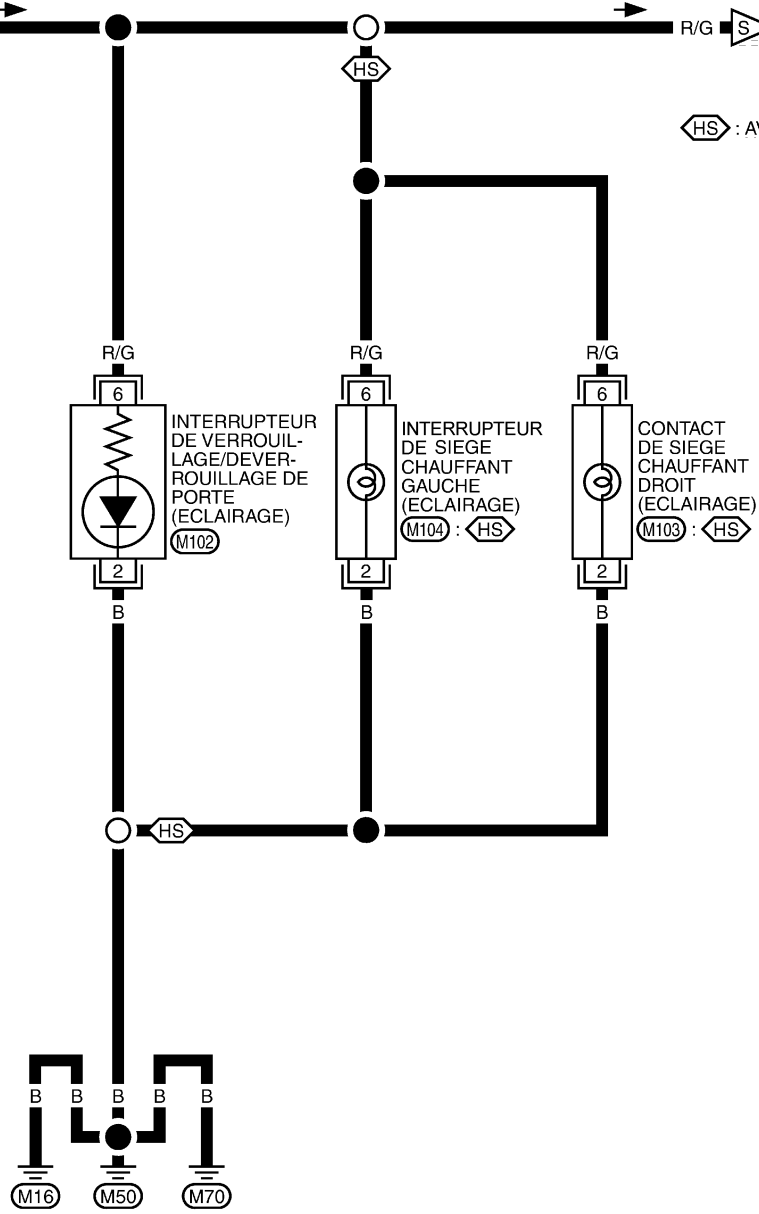 R/G S
HS
HS : AV
R/G R/G R/G
6 6 6
INTERRUPTEUR
DE VERROUIL-
LAGE/DEVER-
ROUILLAGE DE
PORTE
(ECLAIRAGE)
M102
INTERRUPTEUR
DE SIEGE
CHAUFFANT
GAUCHE
(ECLAIRAGE)
M104 : HS
CONTACT
DE SIEGE
CHAUFFANT
DROIT
(ECLAIRAGE)
M103 : HS
2 2 2
B B B
HS
B B B B B
M16 M50 M70